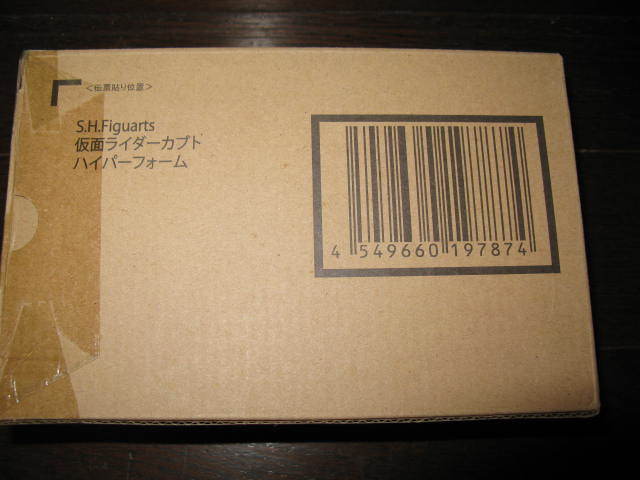 <伝票貼り位置>
S.H.Figuarts
仮面ライダーカブト
ハイパーフォーム
4 549660 197874